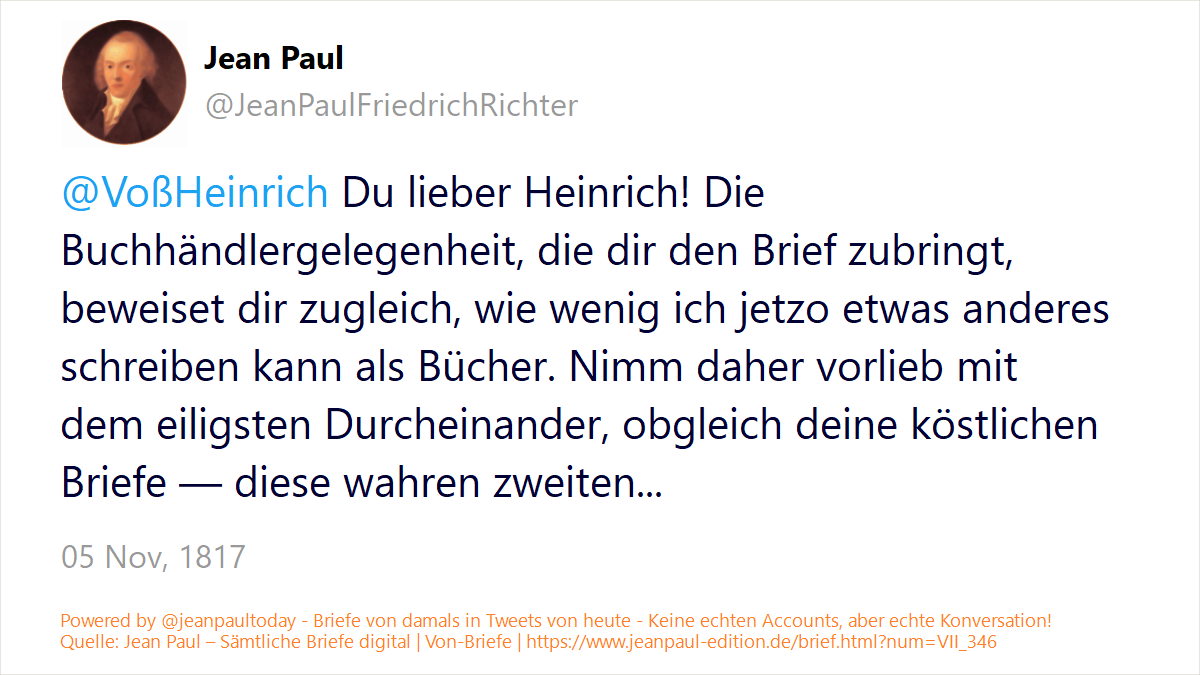 Jean Paul
@JeanPaulFriedrichRichter
@VoßHeinrich Du lieber Heinrich! Die
Buchhändlergelegenheit, die dir den Brief zubringt,
beweiset dir zugleich, wie wenig ich jetzo etwas anderes
schreiben kann als Bücher. Nimm daher vorlieb mit
dem eiligsten Durcheinander, obgleich deine köstlichen
Briefe — diese wahren zweiten...
05 Nov, 1817
Powered by @jeanpaultoday - Briefe von damals in Tweets von heute - Keine echten Accounts, aber echte Konversation!
Quelle: Jean Paul – Sämtliche Briefe digital | Von-Briefe | https://www.jeanpaul-edition.de/brief.html?num=VII_346